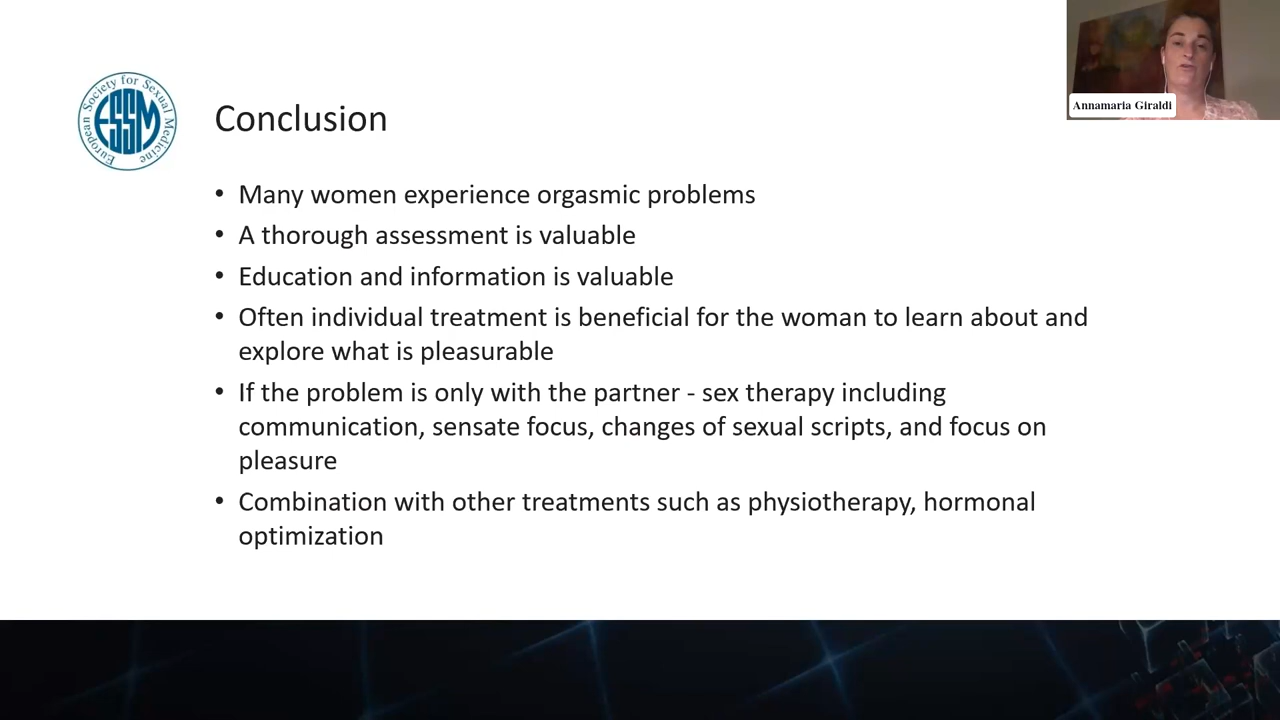 European Society for Sexual Medicine
ESSM
Annamaria Giraldi
Conclusion
• Many women experience orgasmic problems
• A thorough assessment is valuable
• Education and information is valuable
• Often individual treatment is beneficial for the woman to learn about and
explore what is pleasurable
• If the problem is only with the partner - sex therapy including
communication, sensate focus, changes of sexual scripts, and focus on
pleasure
• Combination with other treatments such as physiotherapy, hormonal
optimization